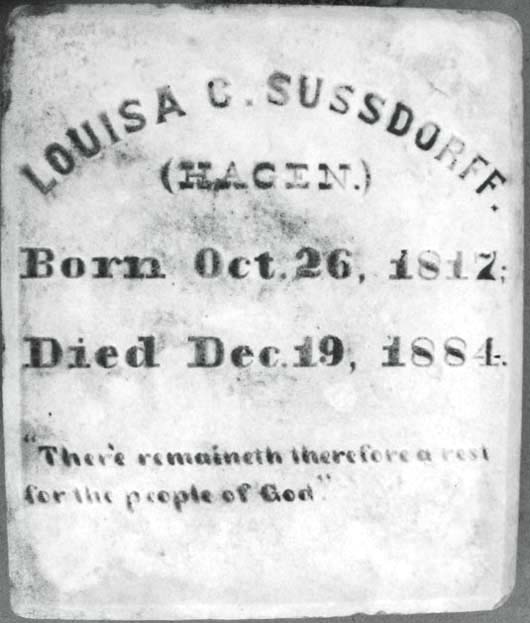 LOUISA C. SUSSDORFF.
(HAGEN.)
Born Oct. 26, 1817;
Died Dec. 19, 1884.
"There remaineth therefore a rest
for the people of God".